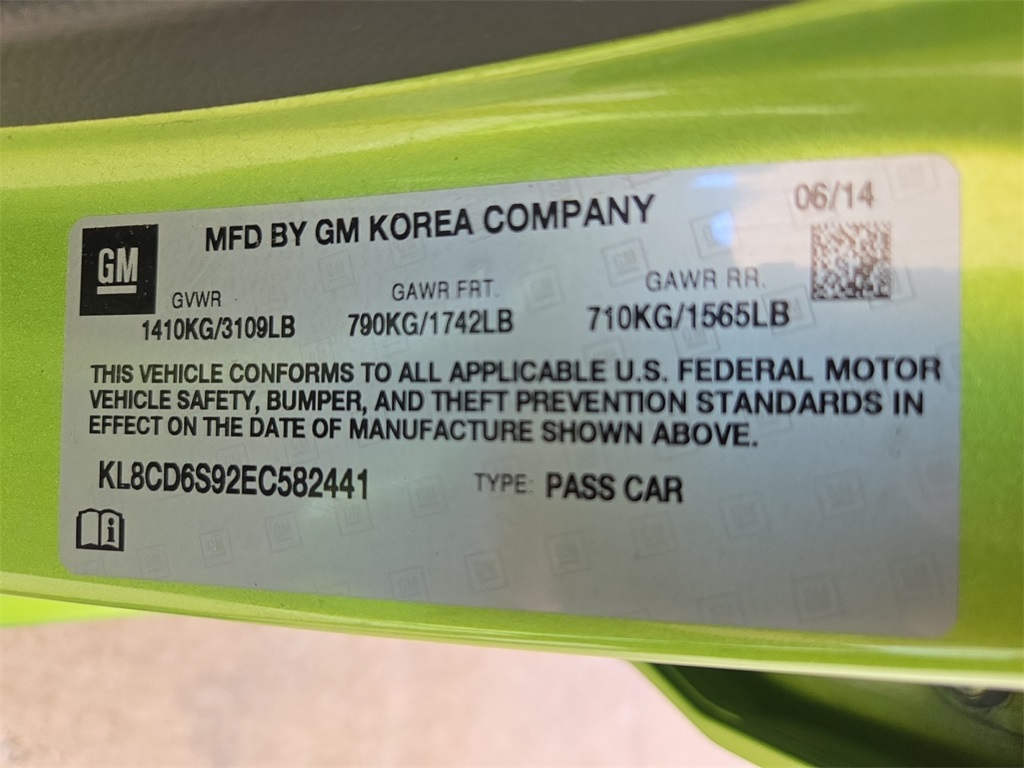 06/14
GM
MFD BY GM KOREA COMPANY
GVWR GAWR FRT. GAWR RR.
1410KG/3109LB 790KG/1742LB 710KG/1565LB
THIS VEHICLE CONFORMS TO ALL APPLICABLE U.S. FEDERAL MOTOR
VEHICLE SAFETY, BUMPER, AND THEFT PREVENTION STANDARDS IN
EFFECT ON THE DATE OF MANUFACTURE SHOWN ABOVE.
KL8CD6S92EC582441 TYPE: PASS CAR
i